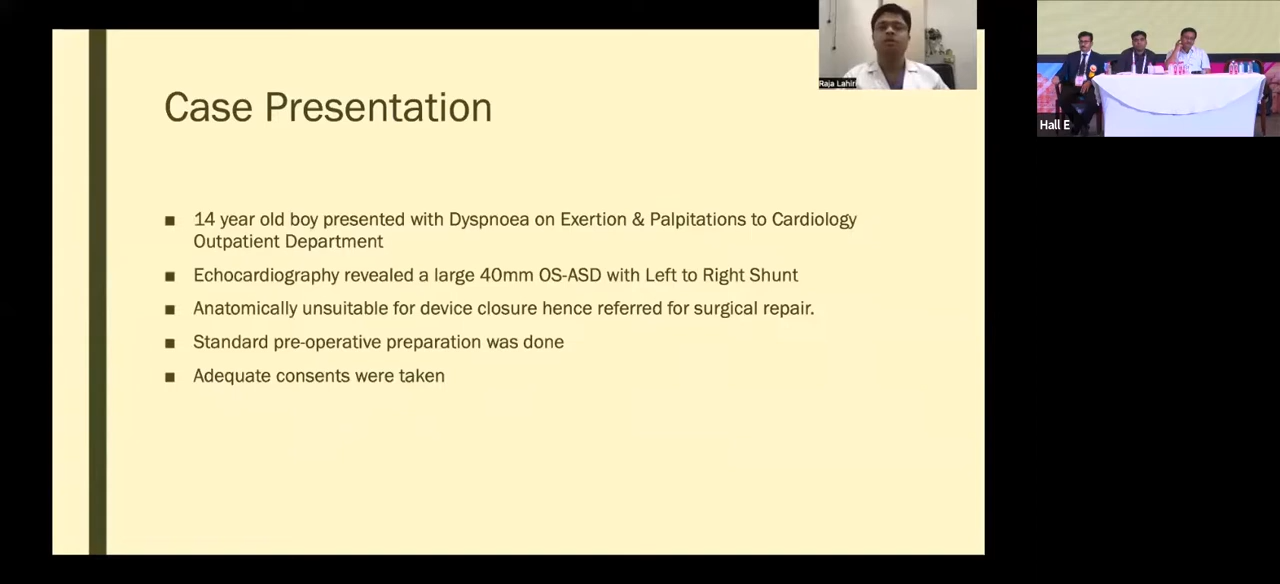 Case Presentation
■ 14 year old boy presented with Dyspnoea on Exertion & Palpitations to Cardiology
Outpatient Department
■ Echocardiography revealed a large 40mm OS-ASD with Left to Right Shunt
■ Anatomically unsuitable for device closure hence referred for surgical repair.
■ Standard pre-operative preparation was done
■ Adequate consents were taken
Raja Lahiri
Hall E